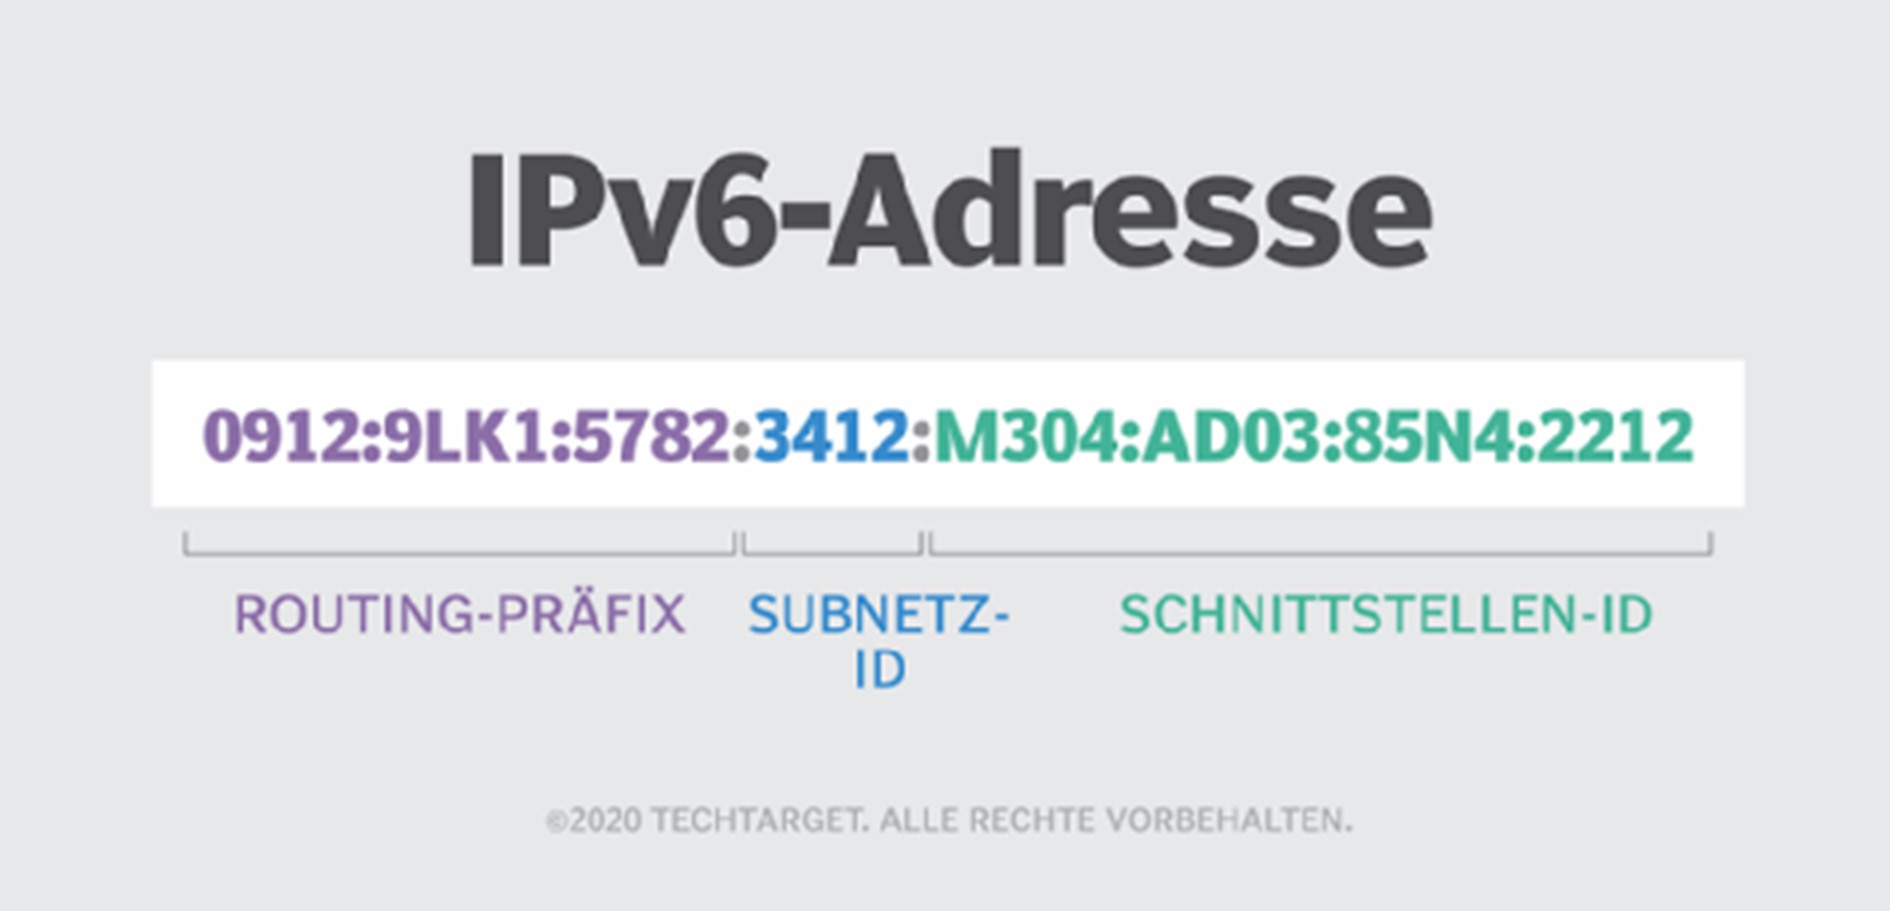 IPv6-Adresse
0912:9LK1:5782:3412:M304:AD03:85N4:2212
ROUTING-PRÄFIX
SUBNETZ-
ID
SCHNITTSTELLEN-ID
©2020 TECHTARGET. ALLE RECHTE VORBEHALTEN.